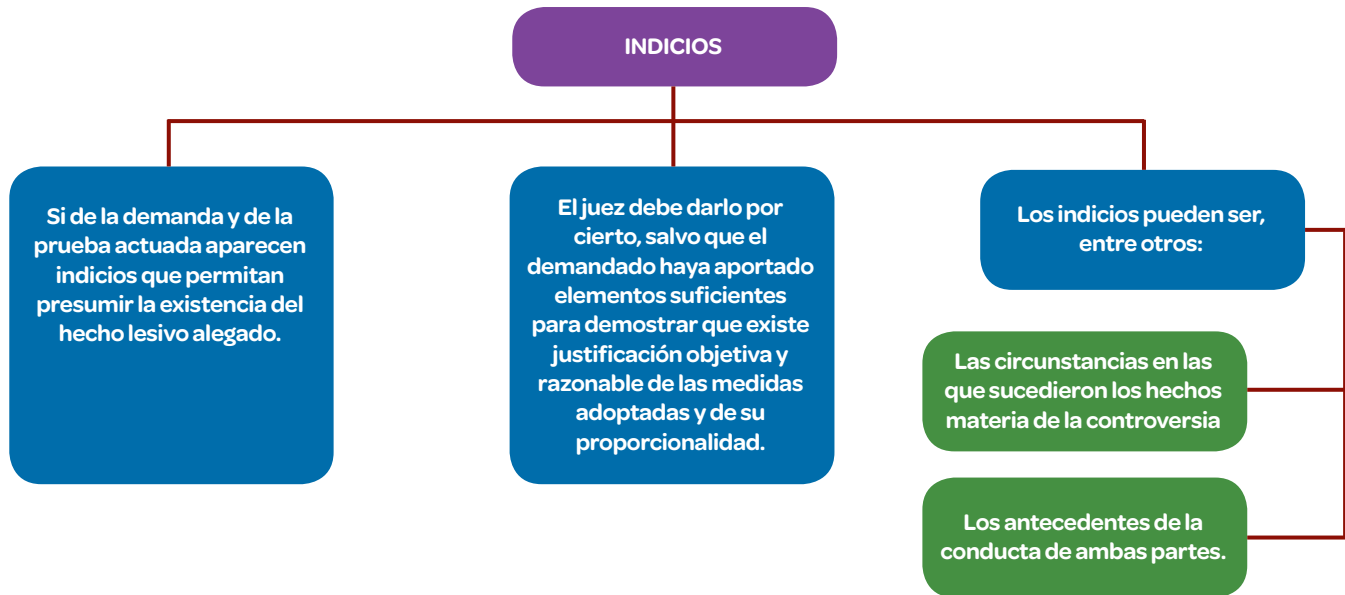 INDICIOS
Si de la demanda y de la
prueba actuada aparecen
indicios que permitan
presumir la existencia del
hecho lesivo alegado.
El juez debe darlo por
cierto, salvo que el
demandado haya aportado
elementos suficientes
para demostrar que existe
justificación objetiva y
razonable de las medidas
adoptadas y de su
proporcionalidad.
Los indicios pueden ser,
entre otros:
Las circunstancias en las
que sucedieron los hechos
materia de la controversia
Los antecedentes de la
conducta de ambas partes.